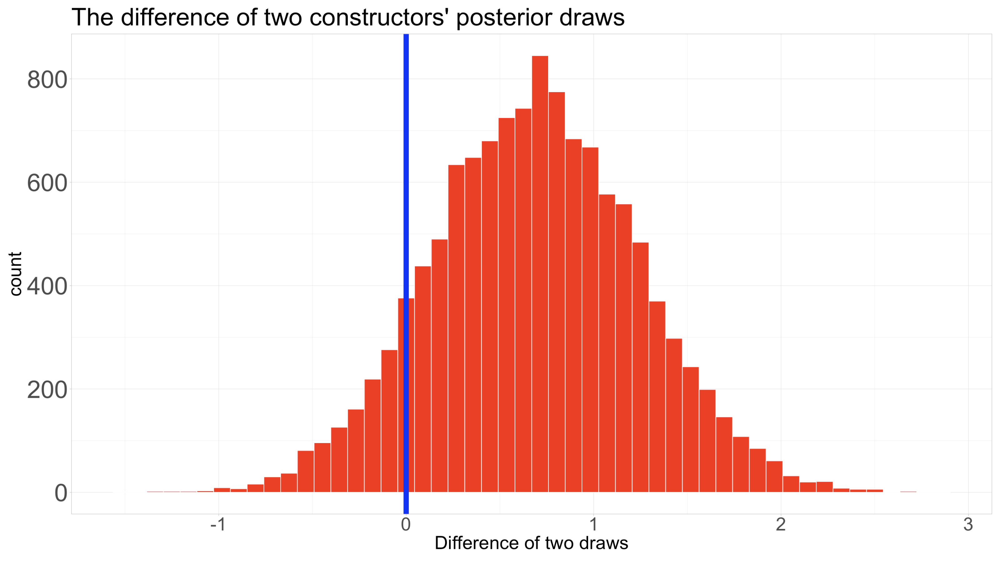 The difference of two constructors' posterior draws
800
600
400
200
0
count
-1 0 1 2 3
Difference of two draws